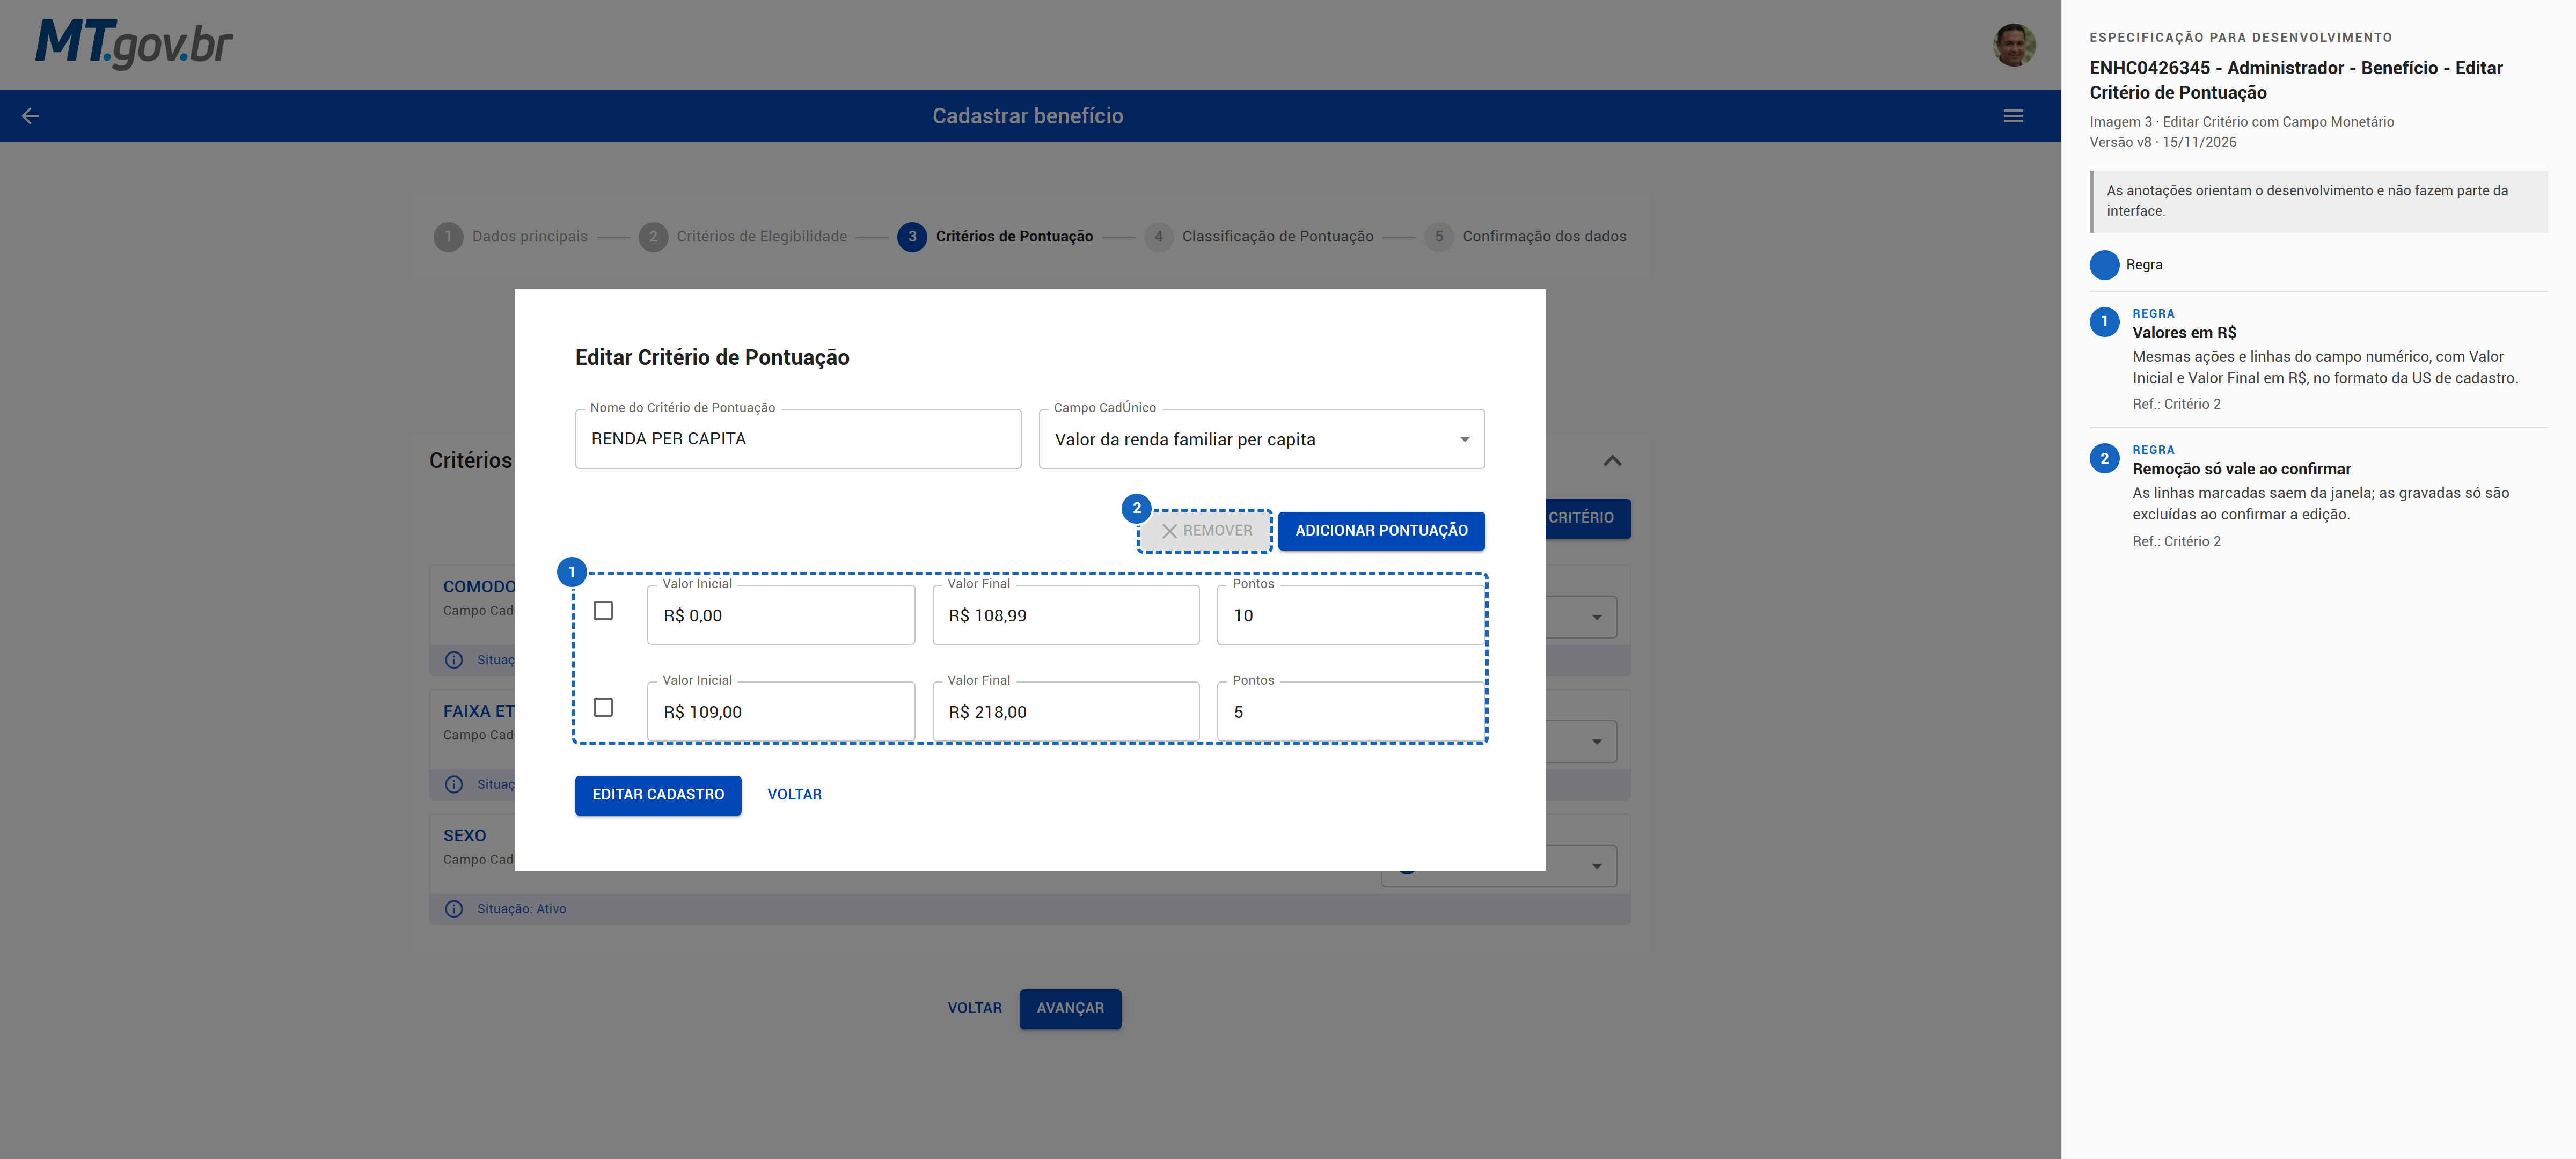 MT.gov.br
Cadastrar benefício
1 Dados principais
2 Critérios de Elegibilidade
3 Critérios de Pontuação
4 Classificação de Pontuação
5 Confirmação dos dados
Critérios
CRITÉRIO
COMODO
Campo Cad
Situaç
FAIXA ET
Campo Cad
Situaç
SEXO
Campo Cad
Situação: Ativo
VOLTAR
AVANÇAR
Editar Critério de Pontuação
Nome do Critério de Pontuação
RENDA PER CAPITA
Campo CadÚnico
Valor da renda familiar per capita
2
REMOVER
ADICIONAR PONTUAÇÃO
1
Valor Inicial
R$ 0,00
Valor Final
R$ 108,99
Pontos
10
Valor Inicial
R$ 109,00
Valor Final
R$ 218,00
Pontos
5
EDITAR CADASTRO
VOLTAR
ESPECIFICAÇÃO PARA DESENVOLVIMENTO
ENHC0426345 - Administrador - Benefício - Editar
Critério de Pontuação
Imagem 3 · Editar Critério com Campo Monetário
Versão v8 · 15/11/2026
As anotações orientam o desenvolvimento e não fazem parte da
interface.
Regra
1
REGRA
Valores em R$
Mesmas ações e linhas do campo numérico, com Valor
Inicial e Valor Final em R$, no formato da US de cadastro.
Ref.: Critério 2
2
REGRA
Remoção só vale ao confirmar
As linhas marcadas saem da janela; as gravadas só são
excluídas ao confirmar a edição.
Ref.: Critério 2